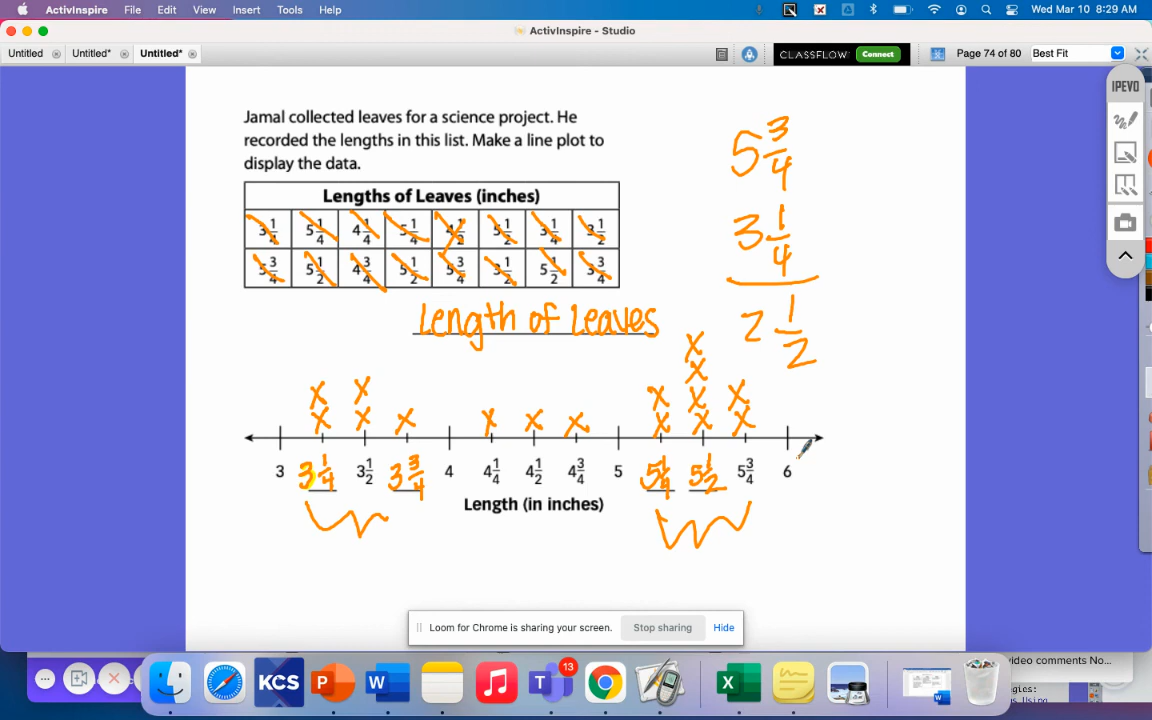 ActivInspire File Edit View Insert Tools Help Wed Mar 10 8:29 AM
ActivInspire - Studio
Untitled Untitled* Untitled* CLASSFLOW Connect Page 74 of 80 Best Fit
IPEVO
Jamal collected leaves for a science project. He
recorded the lengths in this list. Make a line plot to
display the data.
Lengths of Leaves (inches)
3 1/4 5 1/4 4 1/4 5 1/4 4 1/2 5 1/2 3 1/4 3 1/2
5 3/4 5 1/2 4 3/4 5 1/2 5 3/4 3 1/2 5 1/2 3 3/4
5 3/4
3 1/4
2 1/2
Length of Leaves
x
x
x x x x x
x x x x x x x x x
3 3 1/4 3 1/2 3 3/4 4 4 1/4 4 1/2 4 3/4 5 5 1/4 5 1/2 5 3/4 6
Length (in inches)
Loom for Chrome is sharing your screen. Stop sharing Hide
KCS P W T 13 X W
video comments No...